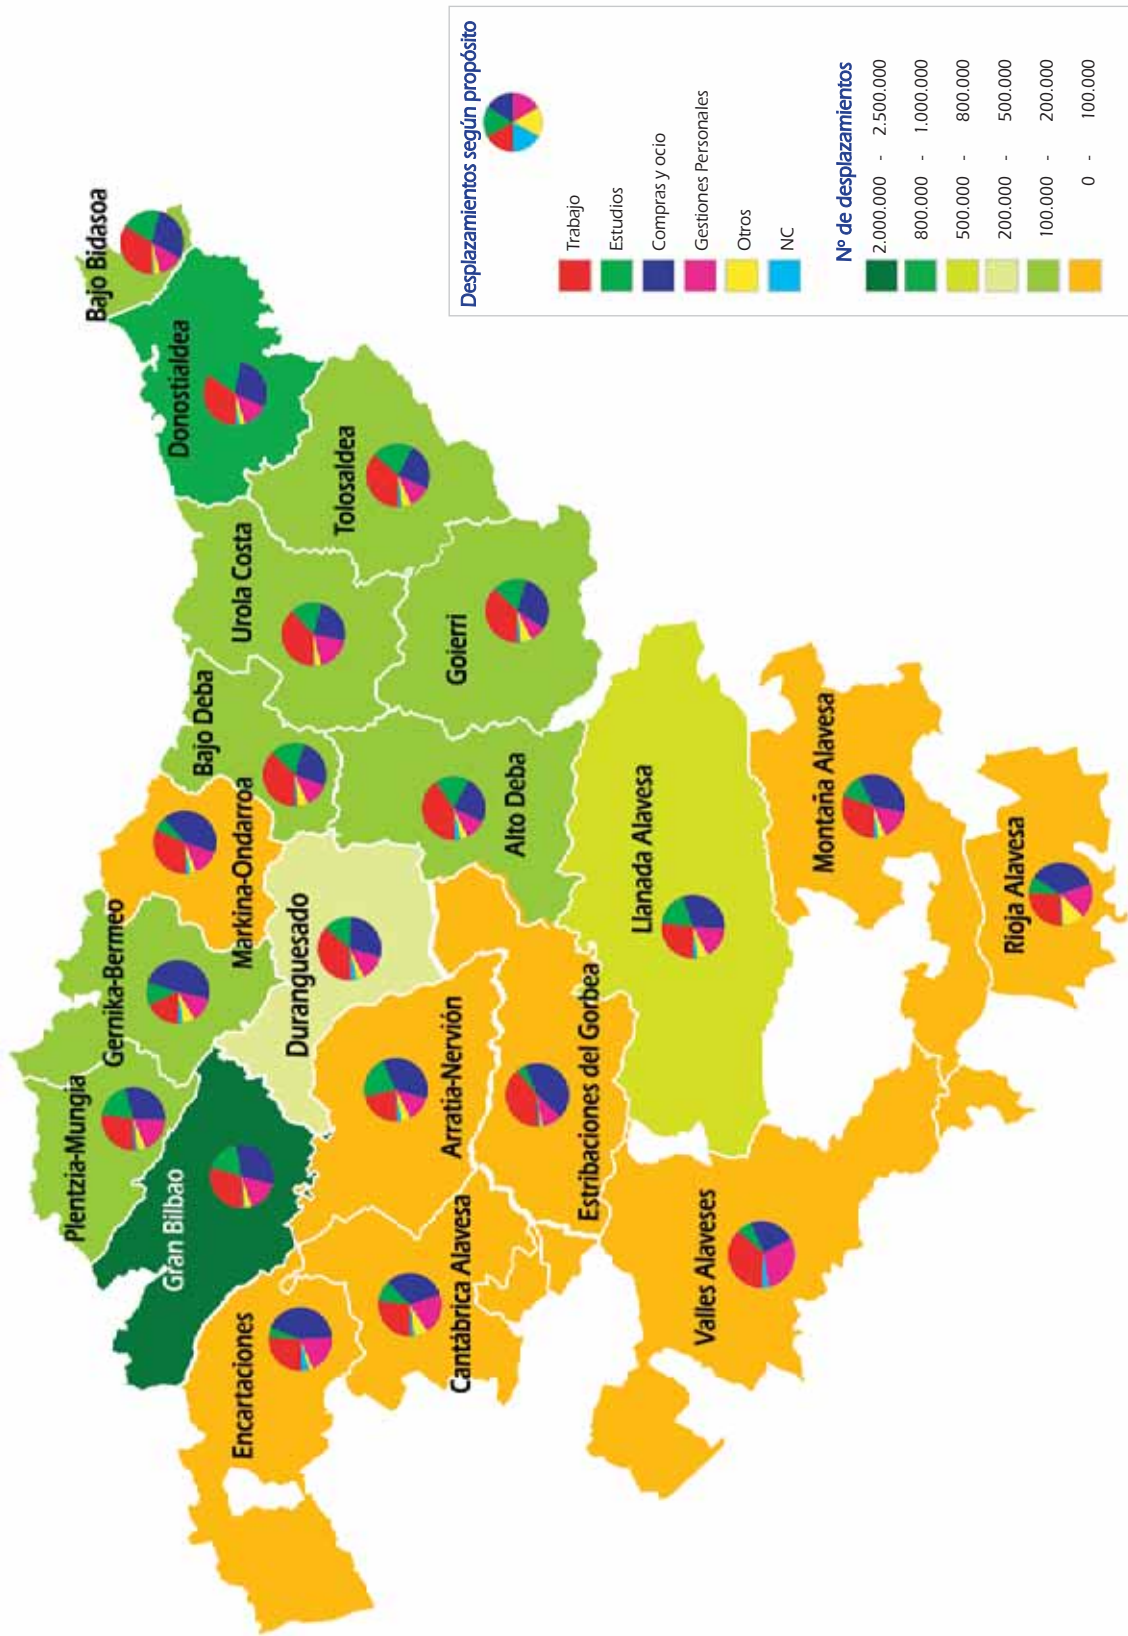 Bajo Bidasoa
Donostialdea
Tolosaldea
Urola Costa
Goierri
Bajo Deba
Alto Deba
Markina-Ondarroa
Gernika-Bermeo
Duranguesado
Plentzia-Mungia
Gran Bilbao
Arratia-Nervión
Encartaciones
Cantábrica Alavesa
Estribaciones del Gorbea
Llanada Alavesa
Valles Alaveses
Montaña Alavesa
Rioja Alavesa
Desplazamientos según propósito
Trabajo
Estudios
Compras y ocio
Gestiones Personales
Otros
NC
Nº de desplazamientos
2.000.000 - 2.500.000
800.000 - 1.000.000
500.000 - 800.000
200.000 - 500.000
100.000 - 200.000
0 - 100.000